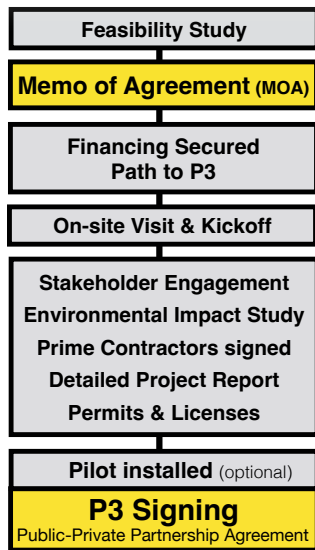 Feasibility Study
Memo of Agreement (MOA)
Financing Secured
Path to P3
On-site Visit & Kickoff
Stakeholder Engagement
Environmental Impact Study
Prime Contractors signed
Detailed Project Report
Permits & Licenses
Pilot installed (optional)
P3 Signing
Public-Private Partnership Agreement